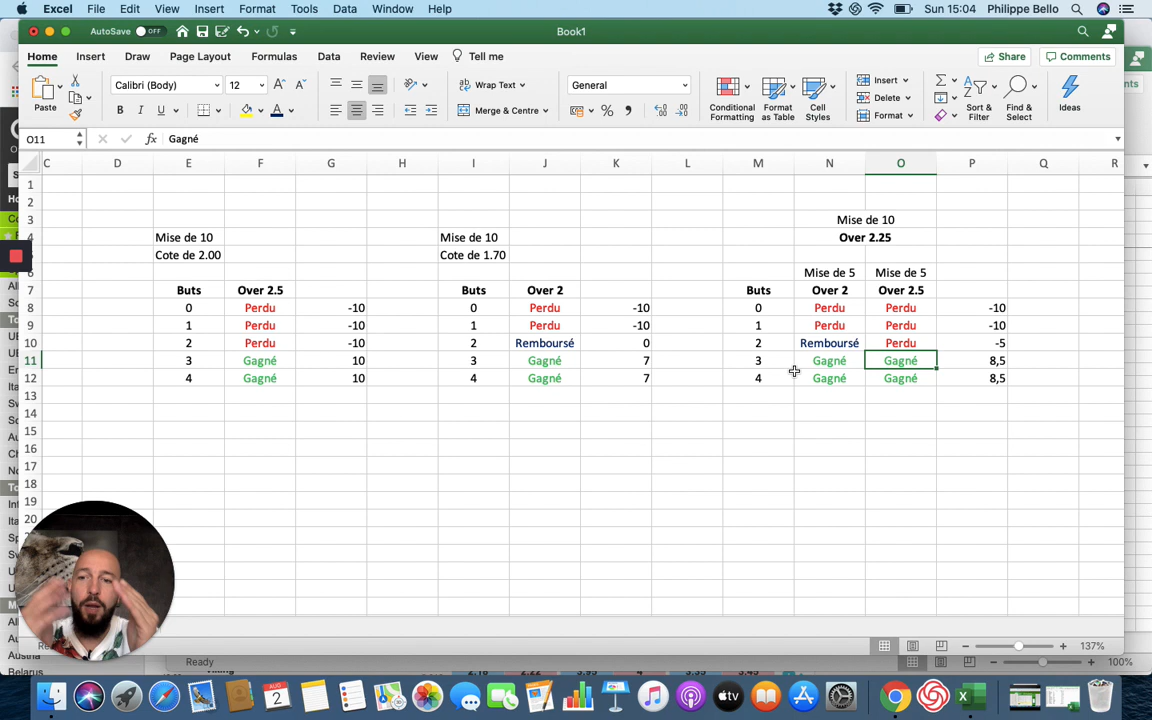 Excel File Edit View Insert Format Tools Data Window Help Sun 15:04 Philippe Bello
AutoSave OFF Book1
Home Insert Draw Page Layout Formulas Data Review View Tell me Share Comments
Paste Calibri (Body) 12 Wrap Text General Insert
B I U Merge & Centre Conditional Formatting Format as Table Cell Styles Delete Format Sort & Filter Find & Select Ideas
O11 fx Gagné
C D E F G H I J K L M N O P Q R
1
2
3 Mise de 10
4 Mise de 10 Mise de 10 Over 2.25
Cote de 2.00 Cote de 1.70
Mise de 5 Mise de 5
7 Buts Over 2.5 Buts Over 2 Buts Over 2 Over 2.5
8 0 Perdu -10 0 Perdu -10 0 Perdu Perdu -10
9 1 Perdu -10 1 Perdu -10 1 Perdu Perdu -10
10 2 Perdu -10 2 Remboursé 0 2 Remboursé Perdu -5
11 3 Gagné 10 3 Gagné 7 3 Gagné Gagné 8,5
12 4 Gagné 10 4 Gagné 7 4 Gagné Gagné 8,5
13
14
15
16
17
18
19
20
137%
Ready 100%
Austria
Belarus
AUG 2 tv